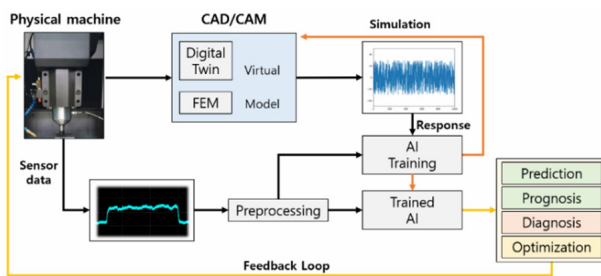 Physical machine
CAD/CAM
Simulation
Digital
Twin
Virtual
FEM
Model
Response
Sensor
data
AI
Training
Preprocessing
Trained
AI
Prediction
Prognosis
Diagnosis
Optimization
Feedback Loop